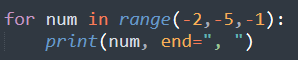 for num in range(-2,-5,-1):
    print(num, end=", ")